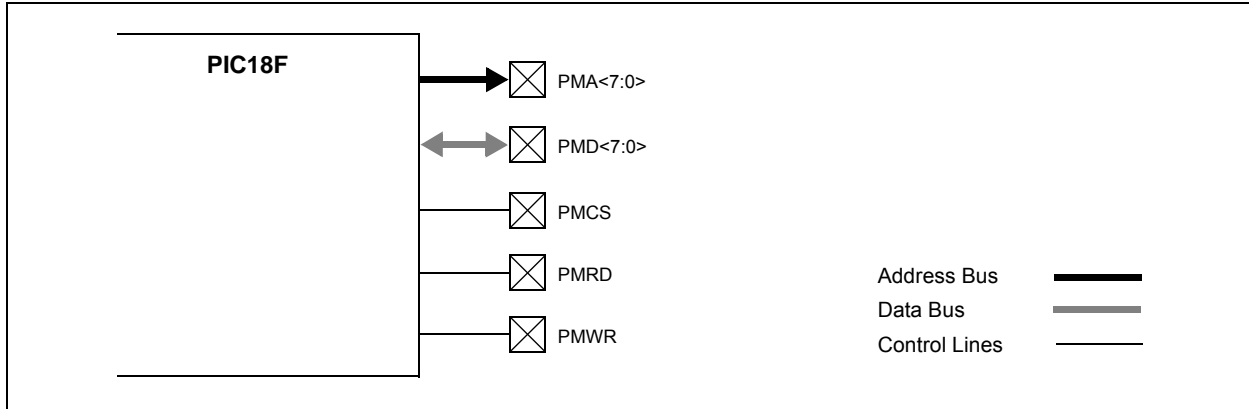 PIC18F
PMA<7:0>
PMD<7:0>
PMCS
PMRD
PMWR
Address Bus
Data Bus
Control Lines